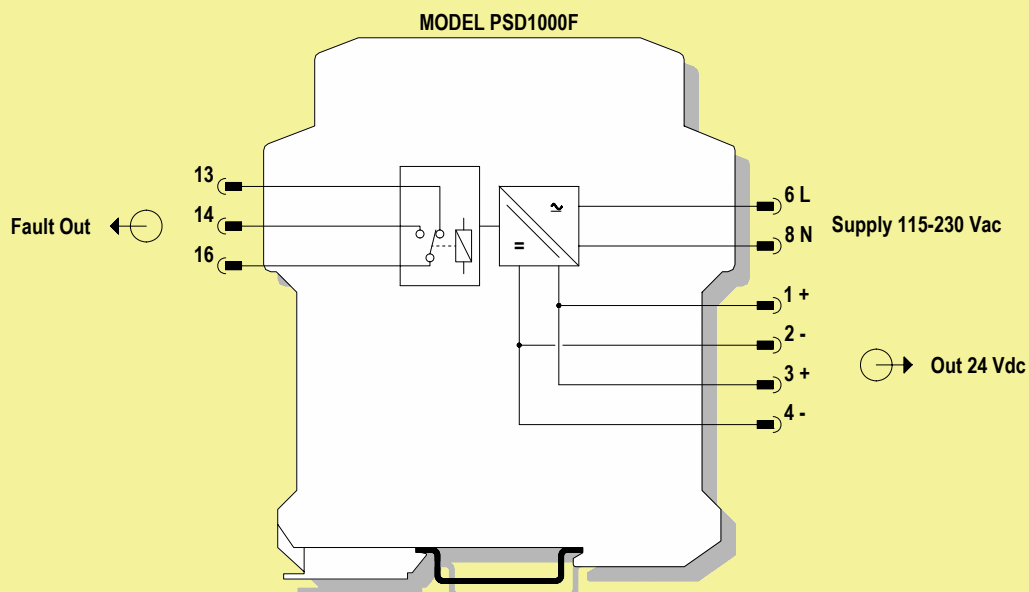 MODEL PSD1000F
13
14
16
Fault Out
6 L
8 N
Supply 115-230 Vac
1 +
2 -
3 +
4 -
Out 24 Vdc
~
=